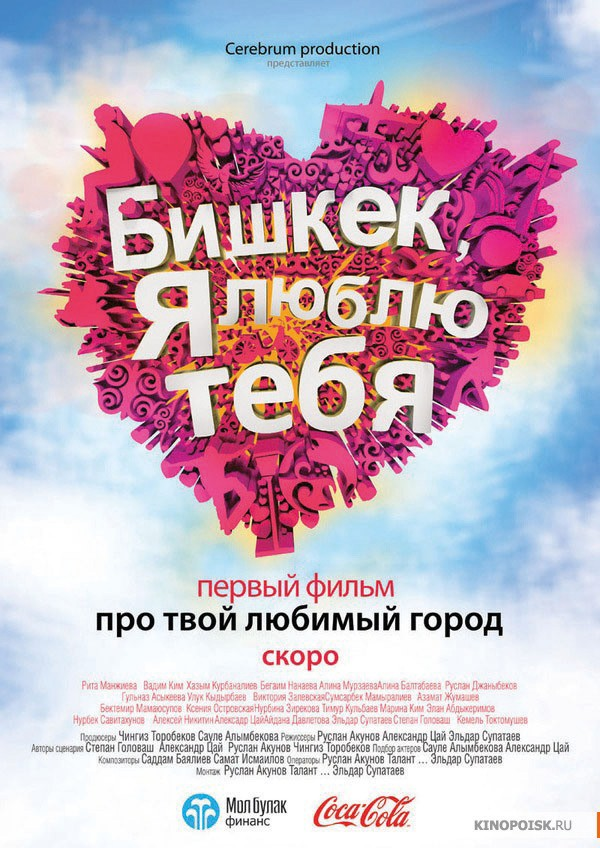 Cerebrum production
представляет
Бишкек,
Я люблю
тебя
первый фильм
про твой любимый город
скоро
Рита Манжиева Вадим Ким Хазым Курбаналиев Бегаим Нанаева Алина МурзаеваАлина Балтабаева Руслан Джаныбеков
Гульназ Асыкеева Улук Кыдырбаев Виктория ЗалевскаяСумсарбек Мамыралиев Азамат Жумашев
Бектемир Мамаюсупов Ксения ОстровскаяНурбина Зирекова Тимур Кульбаев Марина Ким Элан Абдыкеримов
Нурбек Савитахунов Алексей НикитинАлександр ЦайАйдана Давлетова Эльдар Супатаев Степан Головаш Кемель Токтомушев
Продюсеры Чингиз Торобеков Сауле Алымбекова Режиссеры Руслан Акунов Александр Цай Эльдар Супатаев
Авторы сценария Степан Головаш Александр Цай Руслан Акунов Чингиз Торобеков Подбор актеров Сауле Алымбекова Александр Цай
Композиторы Саддам Баялиев Самат Исмаилов Операторы Руслан Акунов Талант ... Эльдар Супатаев
Монтаж Руслан Акунов Талант ... Эльдар Супатаев
Мол булак
финанс
Coca-Cola
KINOPOISK.RU